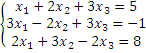 x₁ + 2x₂ + 3x₃ = 5
3x₁ − 2x₂ + 3x₃ = −1
2x₁ + 3x₂ − 2x₃ = 8